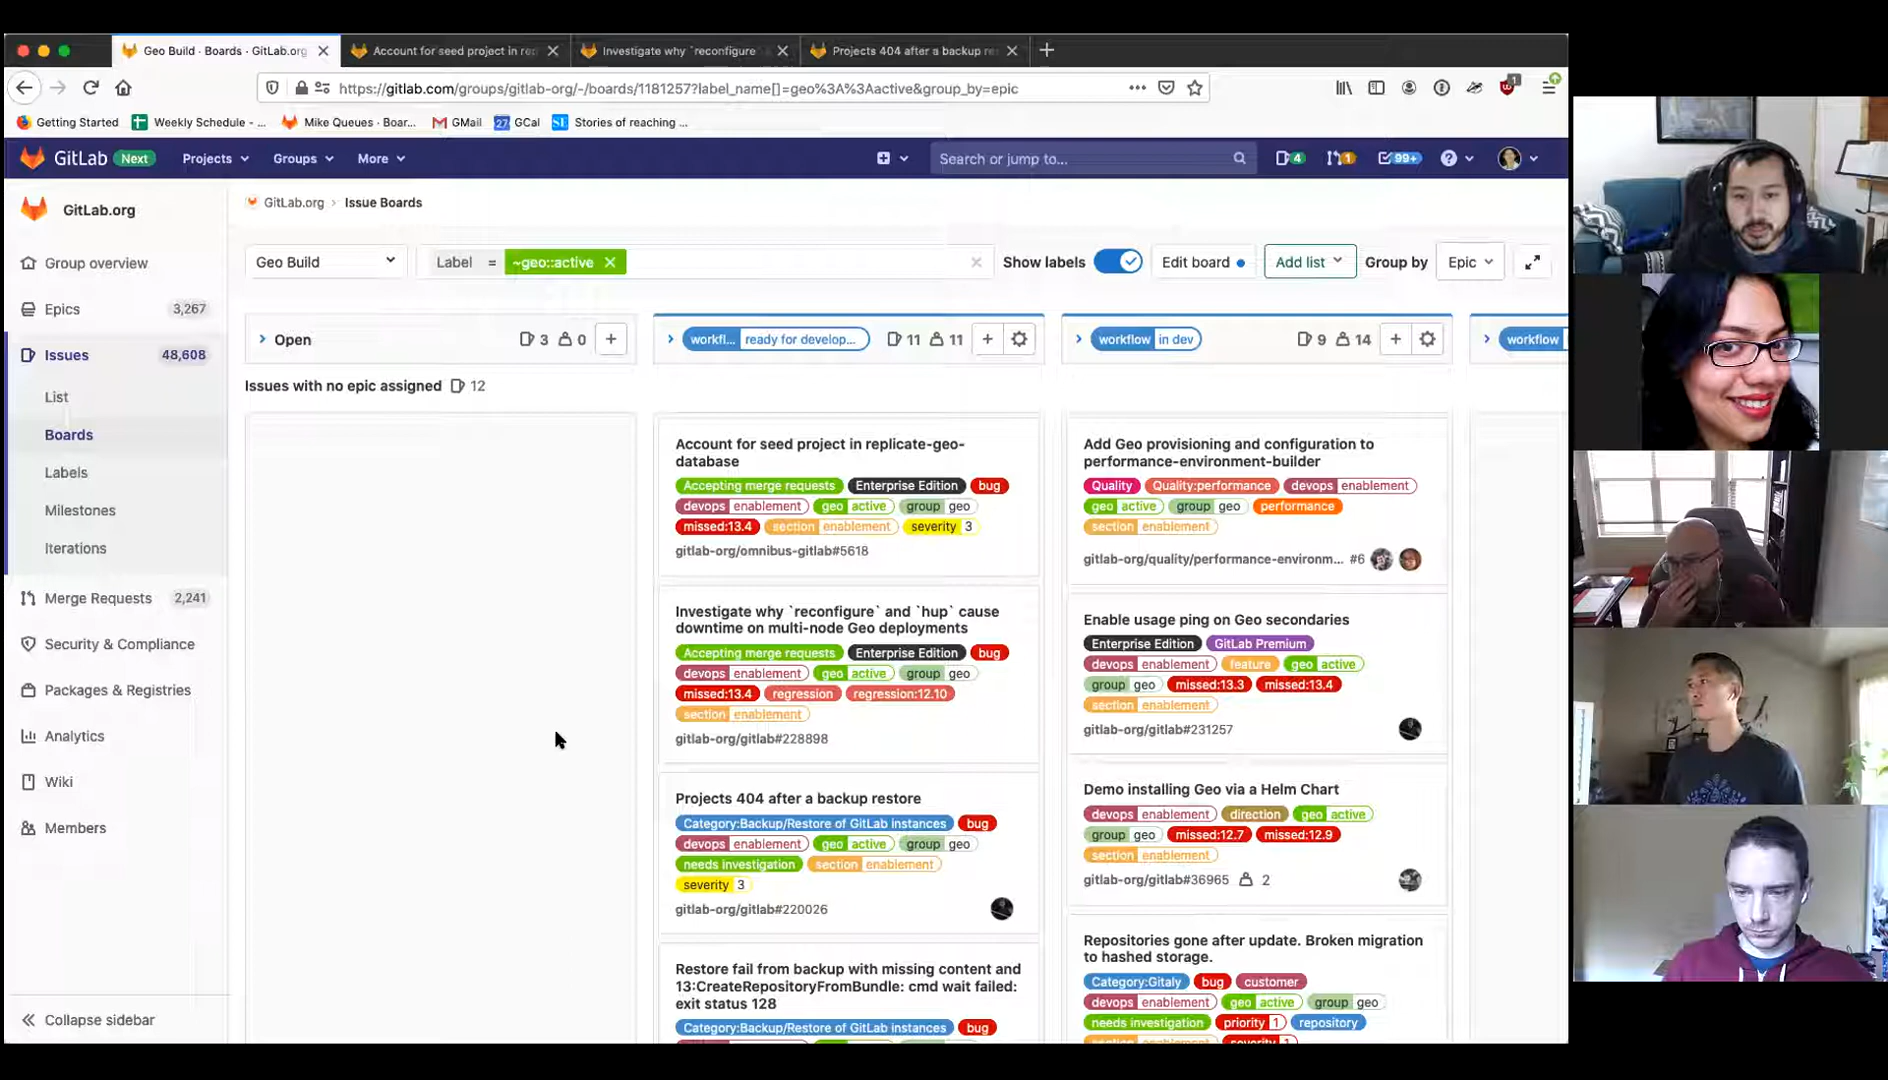 Geo Build · Boards · GitLab.org
Account for seed project in rep
Investigate why `reconfigure`
Projects 404 after a backup re
https://gitlab.com/groups/gitlab-org/-/boards/1181257?label_name[]=geo%3A%3Aactive&group_by=epic
1
Getting Started
Weekly Schedule - ...
Mike Queues · Boar...
GMail
27
GCal
SE
Stories of reaching ...
GitLab
Next
Projects
Groups
More
Search or jump to...
4
1
99+
GitLab.org
Group overview
Epics 3,267
Issues 48,608
List
Boards
Labels
Milestones
Iterations
Merge Requests 2,241
Security & Compliance
Packages & Registries
Analytics
Wiki
Members
Collapse sidebar
GitLab.org › Issue Boards
Geo Build
Label = ~geo::active
Show labels
Edit board
Add list
Group by
Epic
Open 3 0
workfl... ready for develop... 11 11
workflow in dev 9 14
workflow
Issues with no epic assigned 12
Account for seed project in replicate-geo-
database
Accepting merge requests Enterprise Edition bug
devops enablement geo active group geo
missed:13.4 section enablement severity 3
gitlab-org/omnibus-gitlab#5618
Investigate why `reconfigure` and `hup` cause
downtime on multi-node Geo deployments
Accepting merge requests Enterprise Edition bug
devops enablement geo active group geo
missed:13.4 regression regression:12.10
section enablement
gitlab-org/gitlab#228898
Projects 404 after a backup restore
Category:Backup/Restore of GitLab instances bug
devops enablement geo active group geo
needs investigation section enablement
severity 3
gitlab-org/gitlab#220026
Restore fail from backup with missing content and
13:CreateRepositoryFromBundle: cmd wait failed:
exit status 128
Category:Backup/Restore of GitLab instances bug
Add Geo provisioning and configuration to
performance-environment-builder
Quality Quality:performance devops enablement
geo active group geo performance
section enablement
gitlab-org/quality/performance-environm... #6
Enable usage ping on Geo secondaries
Enterprise Edition GitLab Premium
devops enablement feature geo active
group geo missed:13.3 missed:13.4
section enablement
gitlab-org/gitlab#231257
Demo installing Geo via a Helm Chart
devops enablement direction geo active
group geo missed:12.7 missed:12.9
section enablement
gitlab-org/gitlab#36965 2
Repositories gone after update. Broken migration
to hashed storage.
Category:Gitaly bug customer
devops enablement geo active group geo
needs investigation priority 1 repository